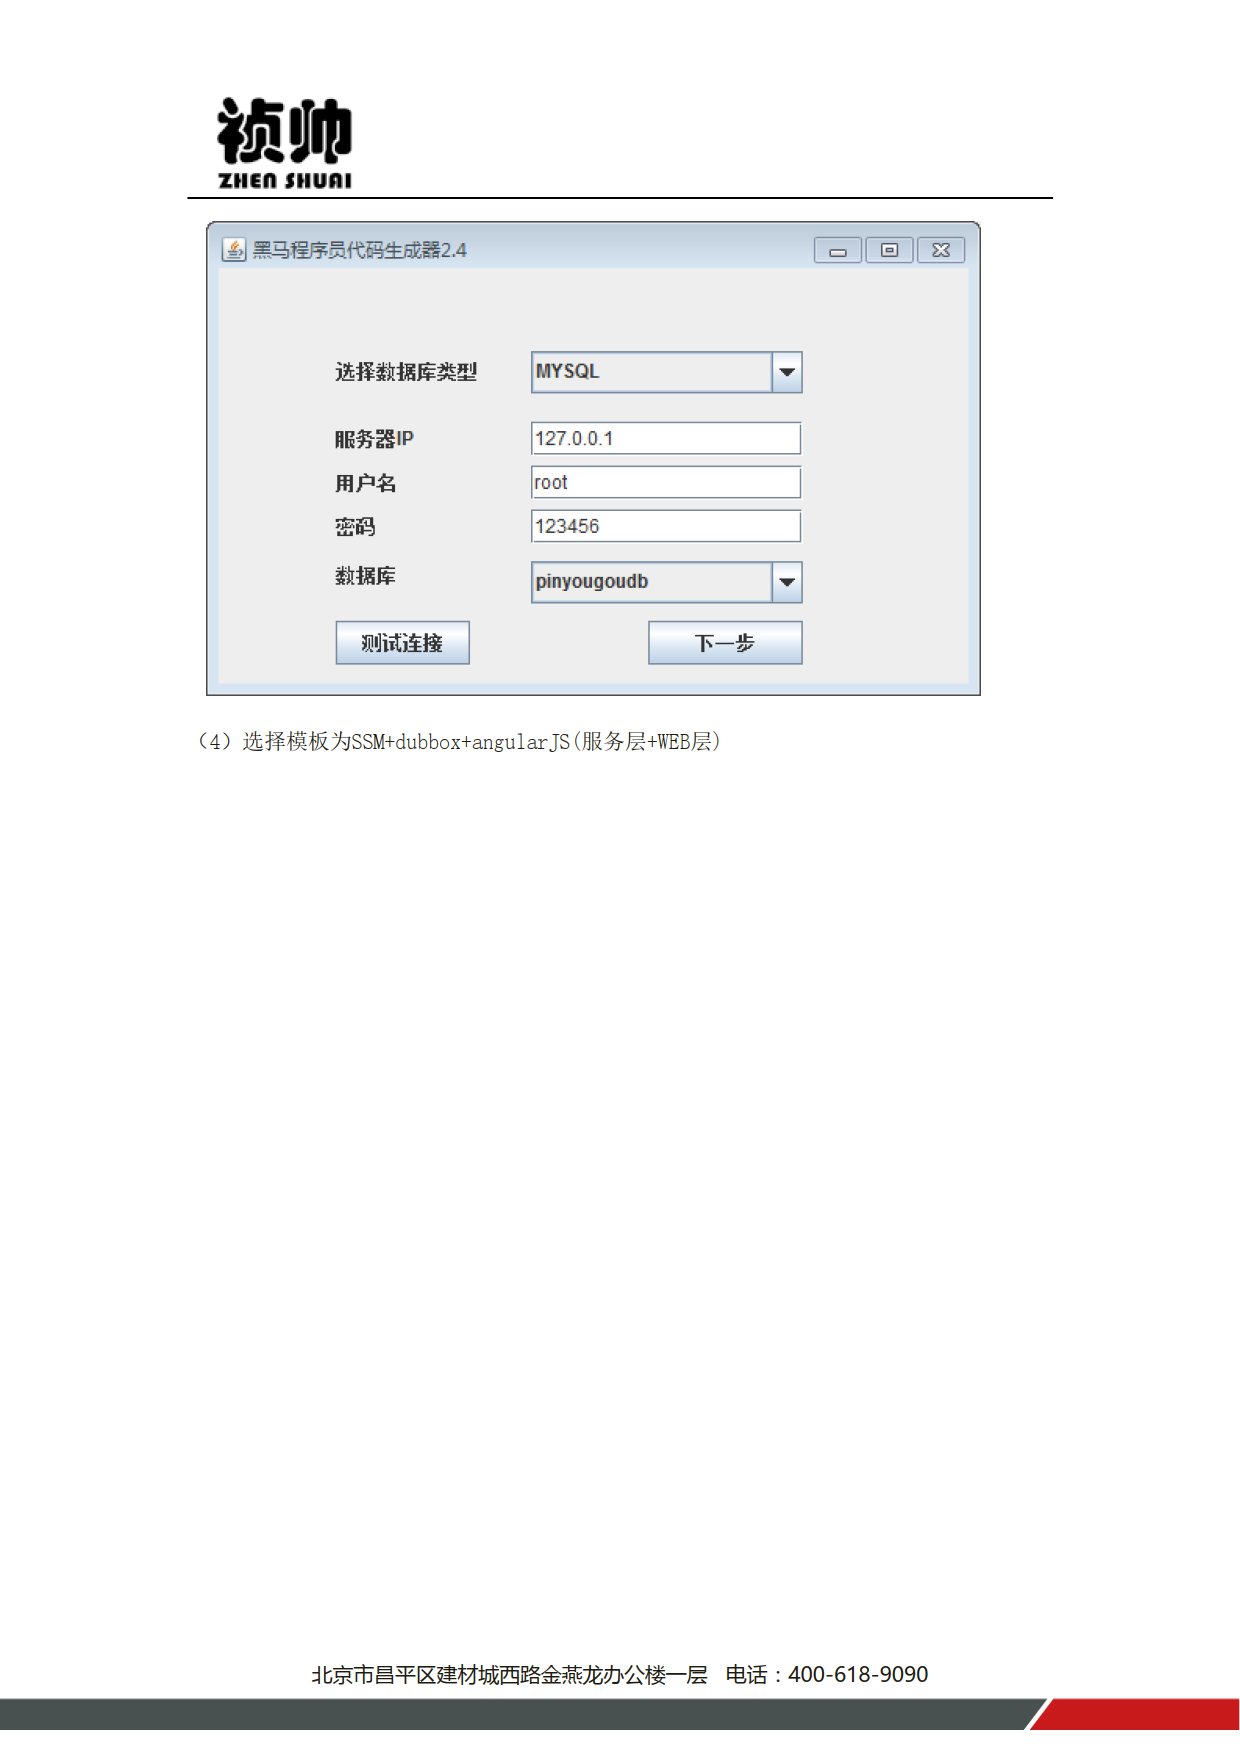 祯帅
ZHEN SHUAI
黑马程序员代码生成器2.4
选择数据库类型 MYSQL
服务器IP 127.0.0.1
用户名 root
密码 123456
数据库 pinyougoudb
测试连接 下一步
（4）选择模板为SSM+dubbox+angularJS(服务层+WEB层)
北京市昌平区建材城西路金燕龙办公楼一层 电话：400-618-9090